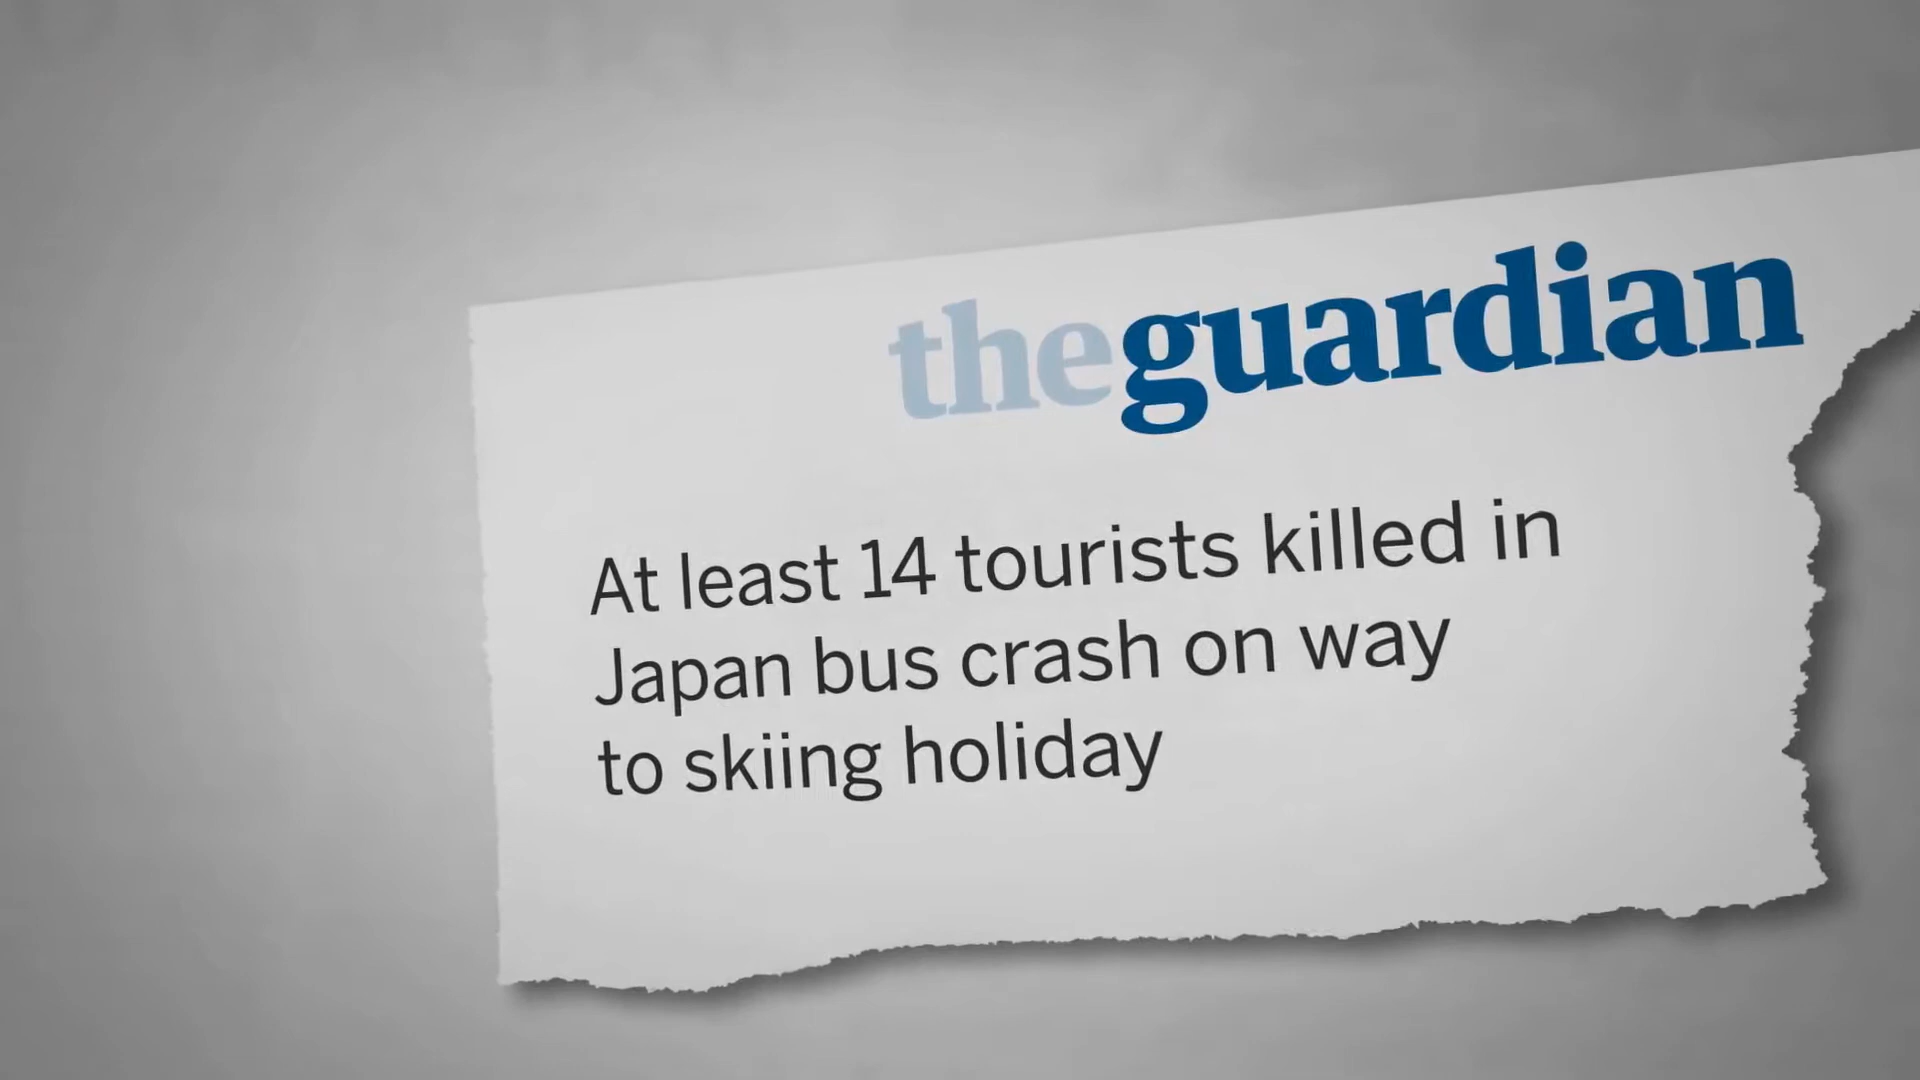 theguardian
At least 14 tourists killed in
Japan bus crash on way
to skiing holiday